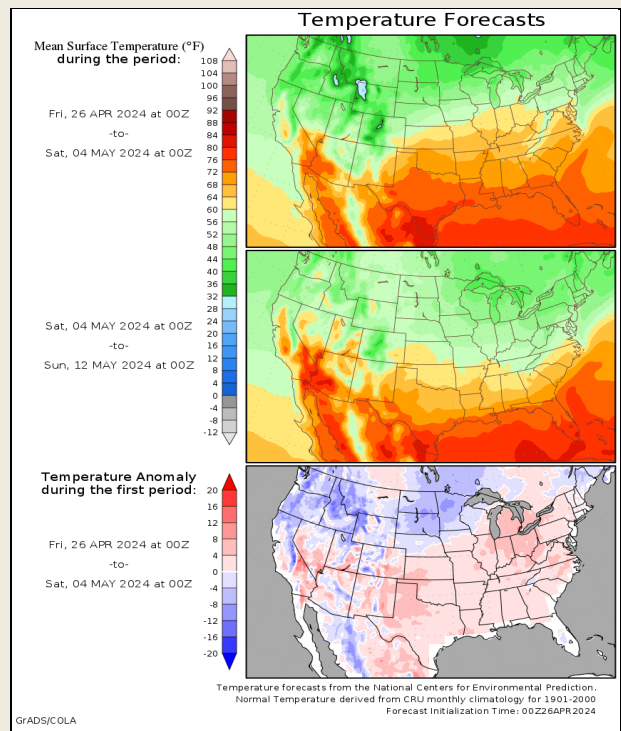 Temperature Forecasts
Mean Surface Temperature (°F)
during the period:
Fri, 26 APR 2024 at 00Z
-to-
Sat, 04 MAY 2024 at 00Z
108
104
100
96
92
88
84
80
76
72
68
64
60
56
52
48
44
40
36
32
28
24
20
16
12
8
4
0
-4
-8
-12
Sat, 04 MAY 2024 at 00Z
-to-
Sun, 12 MAY 2024 at 00Z
Temperature Anomaly
during the first period:
Fri, 26 APR 2024 at 00Z
-to-
Sat, 04 MAY 2024 at 00Z
20
16
12
8
4
0
-4
-8
-12
-16
-20
Temperature forecasts from the National Centers for Environmental Prediction.
Normal Temperature derived from CRU monthly climatology for 1901-2000
Forecast Initialization Time: 00Z26APR2024
GrADS/COLA